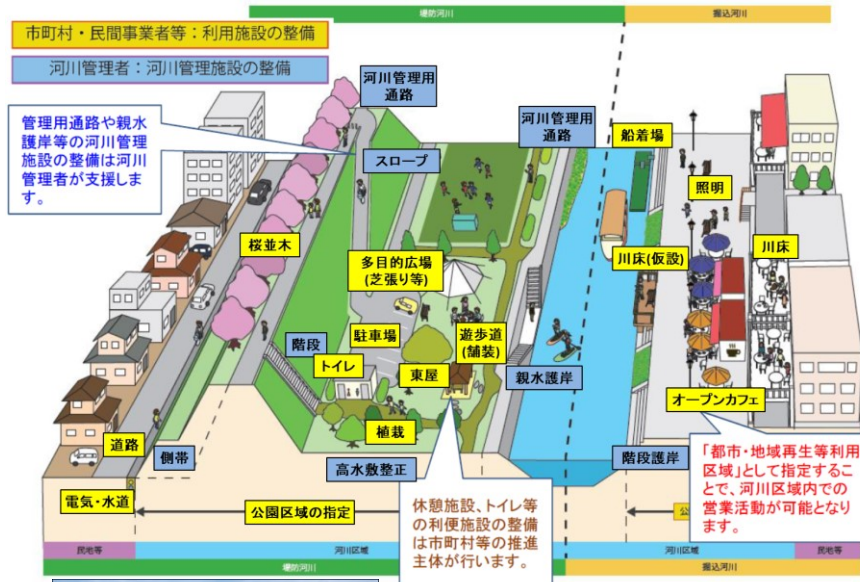 堤防河川
掘込河川
市町村・民間事業者等：利用施設の整備
河川管理者：河川管理施設の整備
管理用通路や親水
護岸等の河川管理
施設の整備は河川
管理者が支援しま
す。
河川管理用
通路
スロープ
河川管理用
通路
船着場
照明
桜並木
多目的広場
(芝張り等)
川床(仮設)
川床
駐車場
遊歩道
(舗装)
階段
トイレ
東屋
親水護岸
オープンカフェ
植栽
道路
側帯
高水敷整正
階段護岸
「都市・地域再生等利用
区域」として指定するこ
とで、河川区域内での
営業活動が可能となり
ます。
電気・水道
公園区域の指定
休憩施設、トイレ等
の利便施設の整備
は市町村等の推進
主体が行います。
民地等
河川区域
河川区域
民地等
堤防河川
掘込河川